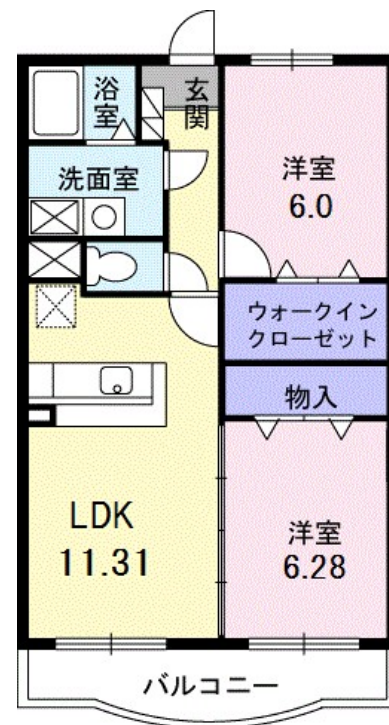 浴室
玄関
洋室
6.0
洗面室
ウォークイン
クローゼット
物入
LDK
11.31
洋室
6.28
バルコニー